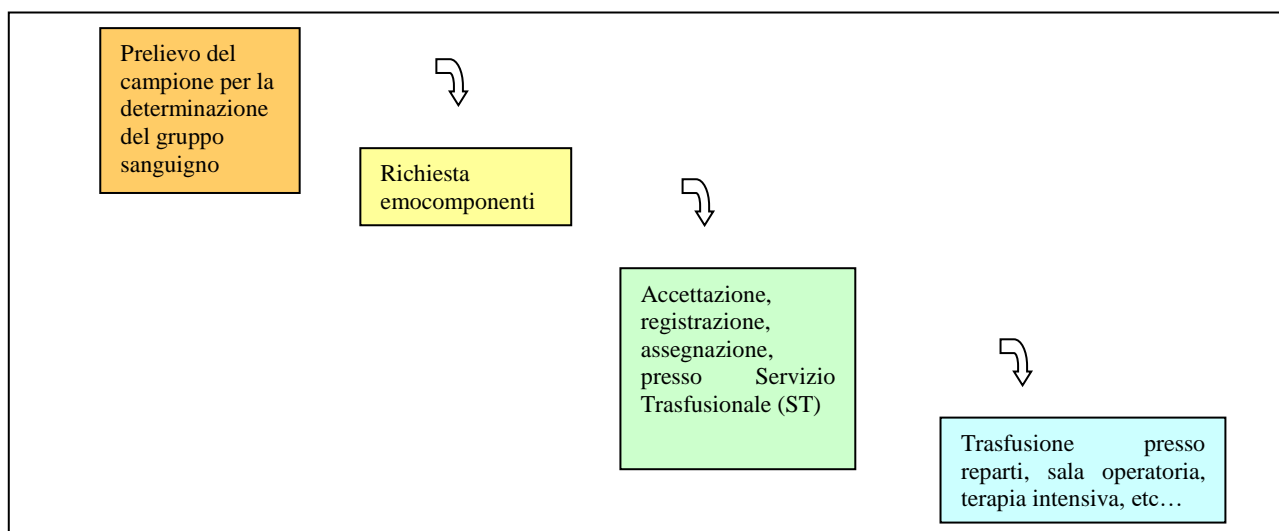 Prelievo del
campione per la
determinazione
del gruppo
sanguigno
Richiesta
emocomponenti
Accettazione,
registrazione,
assegnazione,
presso Servizio
Trasfusionale (ST)
Trasfusione presso
reparti, sala operatoria,
terapia intensiva, etc…